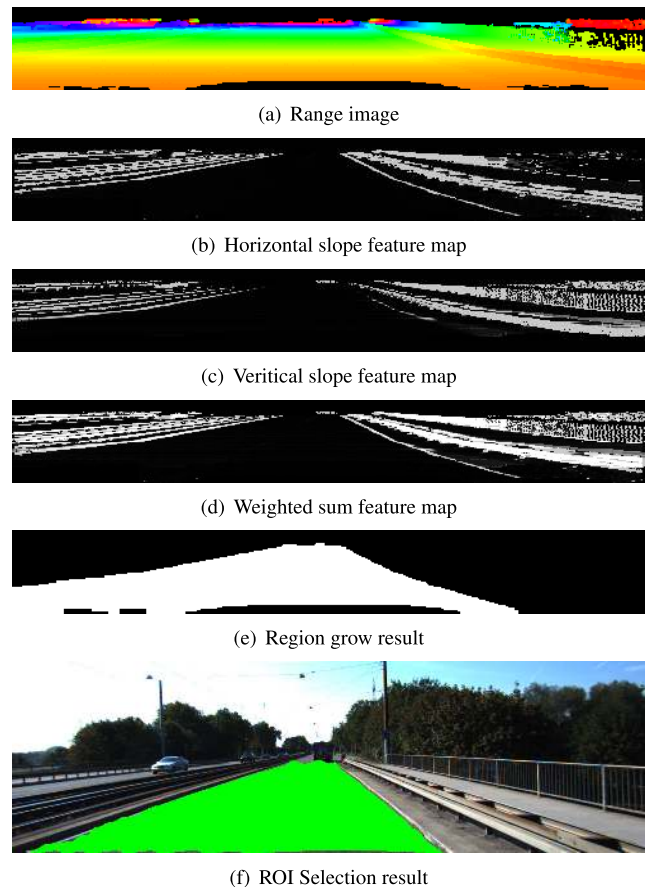 (a) Range image
(b) Horizontal slope feature map
(c) Veritical slope feature map
(d) Weighted sum feature map
(e) Region grow result
(f) ROI Selection result